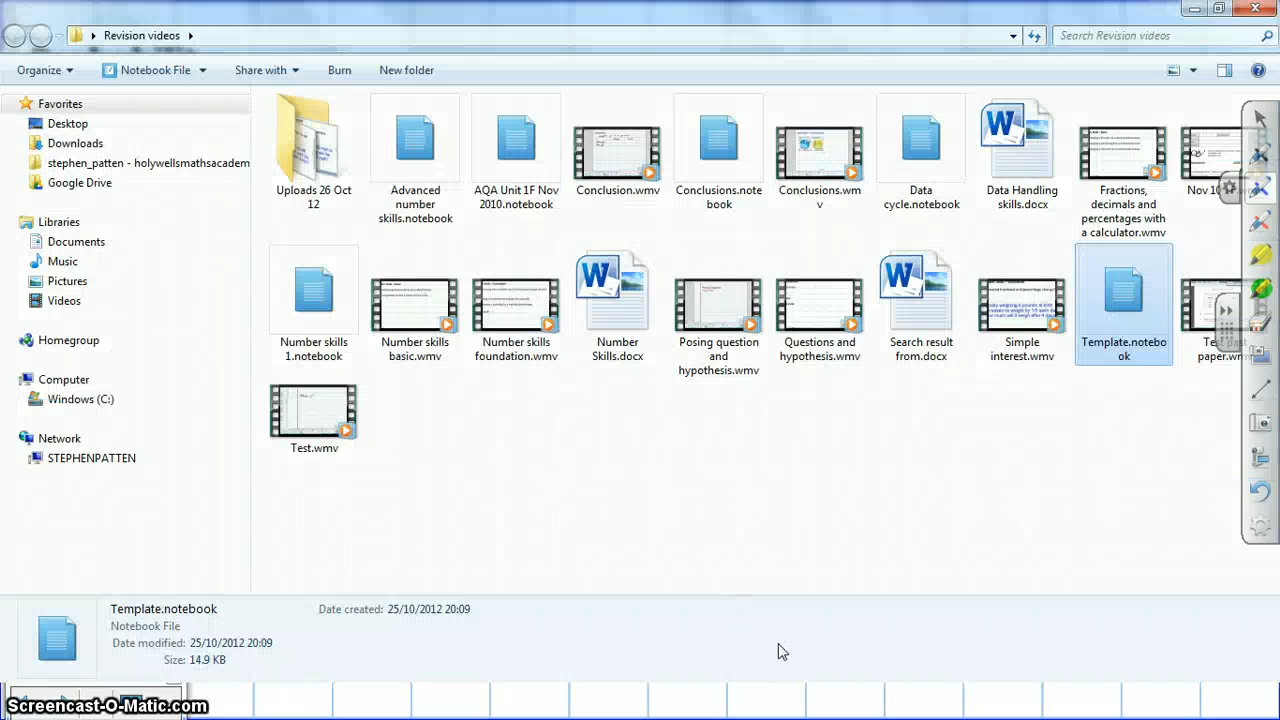 Revision videos
Search Revision videos
Organize
Notebook File
Share with
Burn
New folder
Favorites
Desktop
Downloads
stephen_patten - holywellsmathsacadem
Google Drive
Libraries
Documents
Music
Pictures
Videos
Homegroup
Computer
Windows (C:)
Network
STEPHENPATTEN
Uploads 26 Oct
12
Advanced
number
skills.notebook
AQA Unit 1F Nov
2010.notebook
Conclusion.wmv
Conclusions.note
book
Conclusions.wm
v
Data
cycle.notebook
Data Handling
skills.docx
Fractions,
decimals and
percentages with
a calculator.wmv
Nov 10
Number skills
1.notebook
Number skills
basic.wmv
Number skills
foundation.wmv
Number
Skills.docx
Posing question
and
hypothesis.wmv
Questions and
hypothesis.wmv
Search result
from.docx
Simple
interest.wmv
Template.notebo
ok
Test past
paper.wm
Test.wmv
Template.notebook
Notebook File
Date modified: 25/10/2012 20:09
Size: 14.9 KB
Date created: 25/10/2012 20:09
Screencast-O-Matic.com